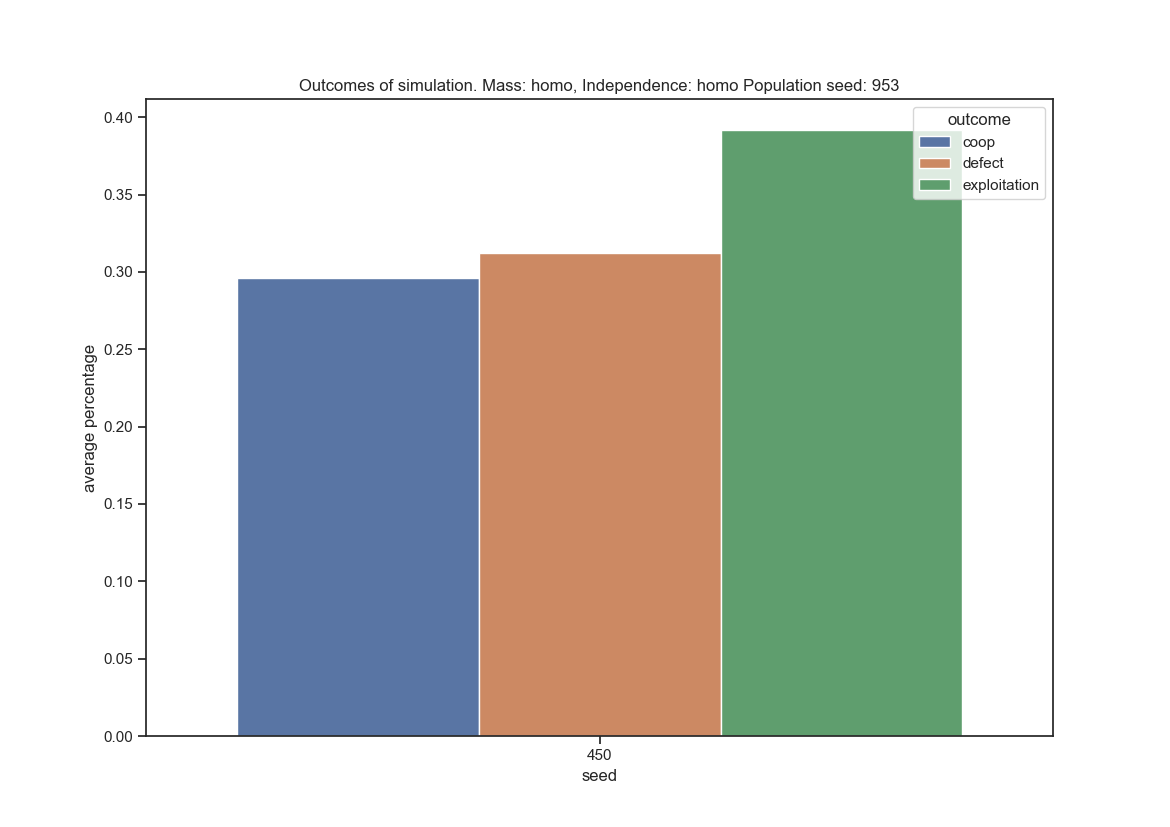 Outcomes of simulation. Mass: homo, Independence: homo Population seed: 953
outcome
coop
defect
exploitation
average percentage
0.40
0.35
0.30
0.25
0.20
0.15
0.10
0.05
0.00
450
seed